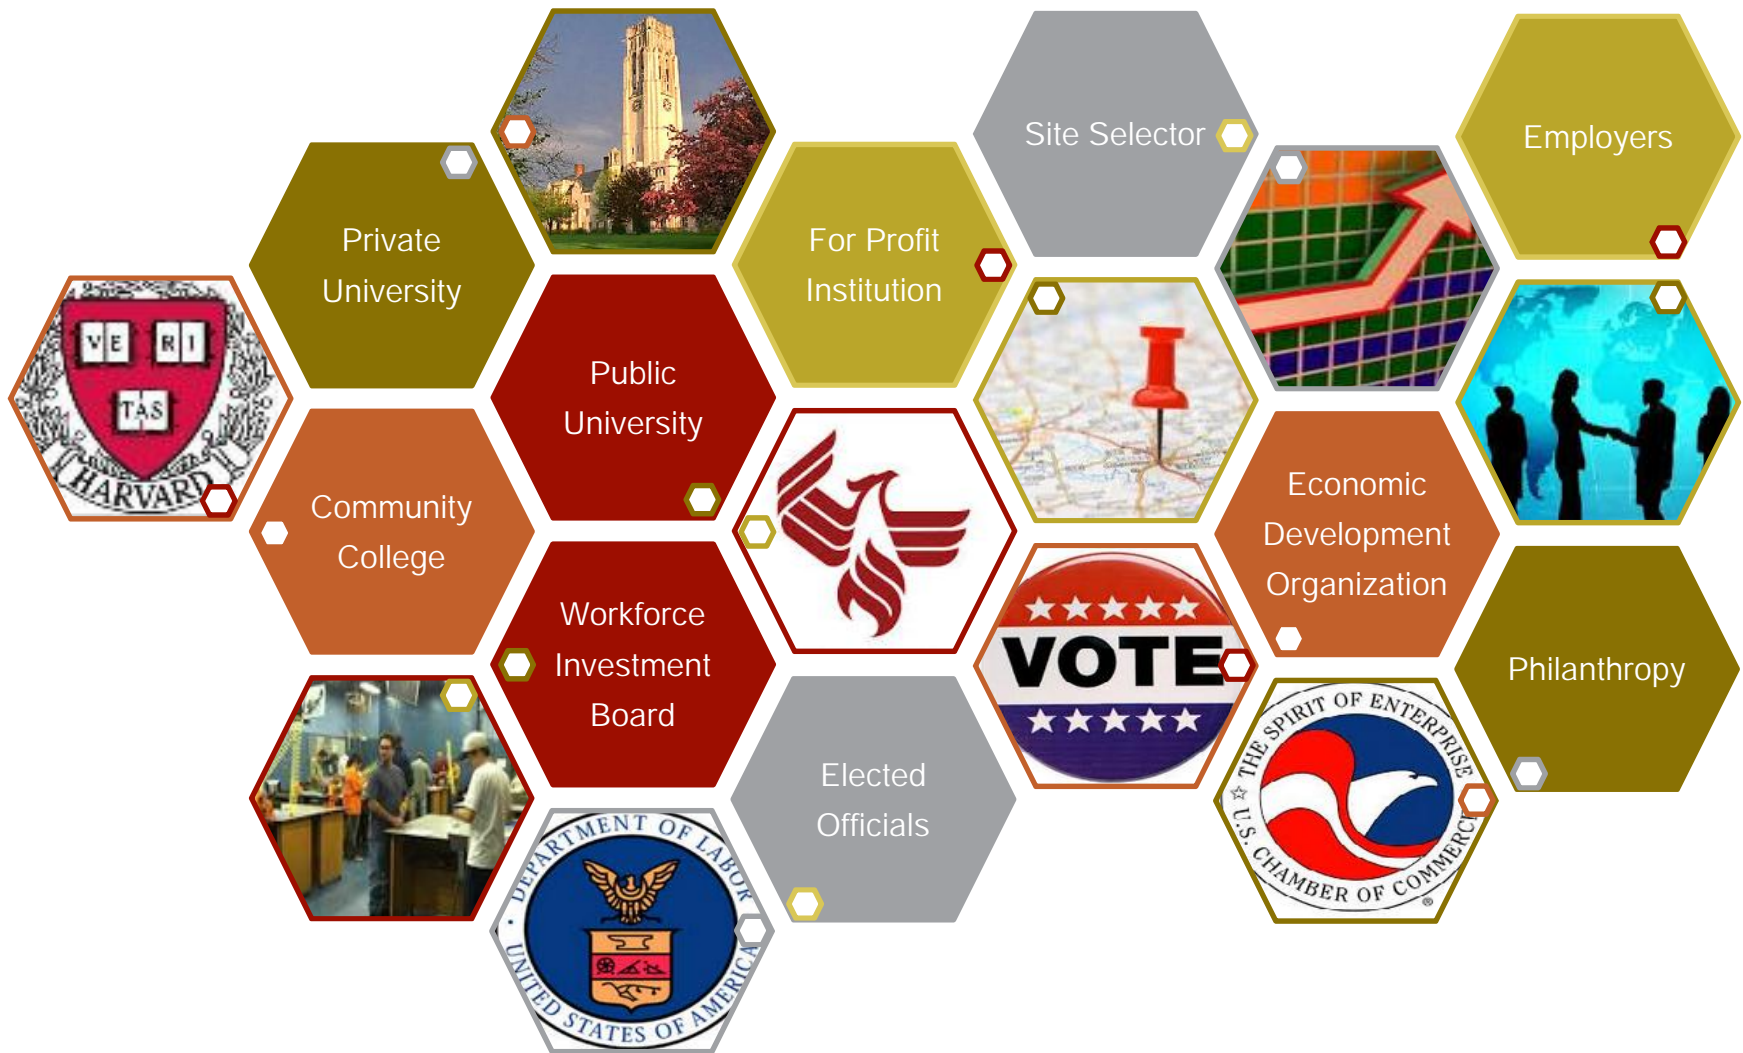 Site Selector
Employers
Private
University
For Profit
Institution
VE RI
TAS
HARVARD
Public
University
Community
College
Economic
Development
Organization
Workforce
Investment
Board
VOTE
Philanthropy
THE SPIRIT OF ENTERPRISE
U.S. CHAMBER OF COMMERCE
®
Elected
Officials
DEPARTMENT OF LABOR
UNITED STATES OF AMERICA